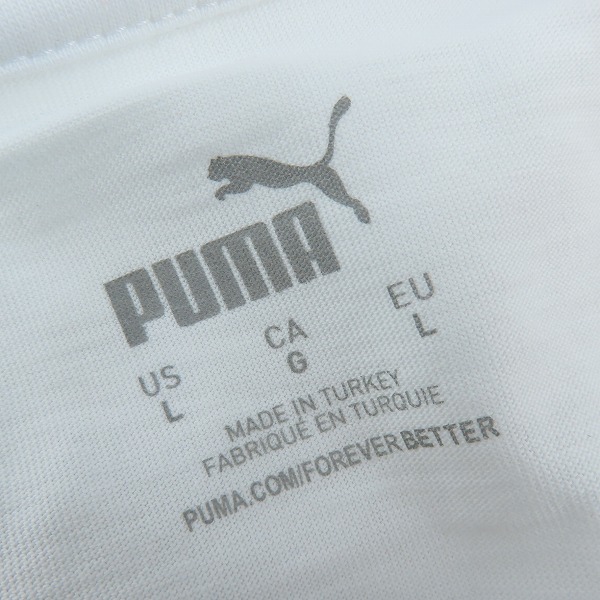 PUMA
US CA EU
L G L
MADE IN TURKEY
FABRIQUÉ EN TURQUIE
PUMA.COM/FOREVERBETTER